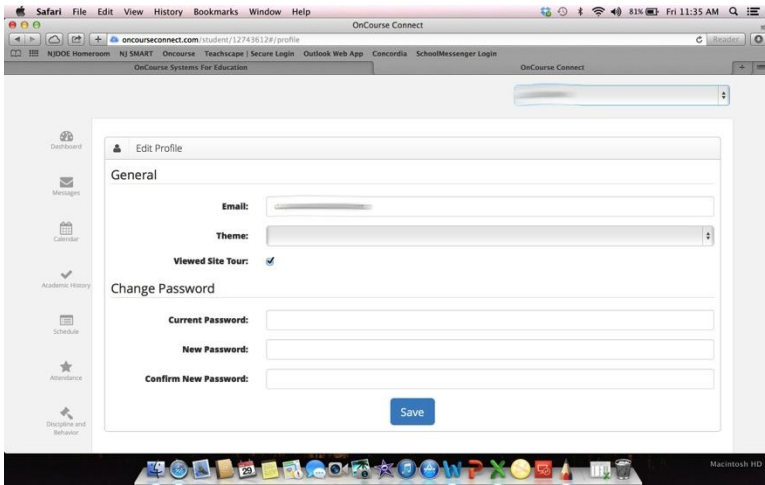 Safari File Edit View History Bookmarks Window Help 81% Fri 11:35 AM
OnCourse Connect
oncourseconnect.com/student/12743612#/profile Reader
NJDOE Homeroom NJ SMART Oncourse Teachscape | Secure Login Outlook Web App Concordia SchoolMessenger Login
OnCourse Systems For Education OnCourse Connect
Dashboard
Messages
Calendar
Academic History
Schedule
Attendance
Discipline and
Behavior
Edit Profile
General
Email:
Theme:
Viewed Site Tour:
Change Password
Current Password:
New Password:
Confirm New Password:
Save
29
Macintosh HD